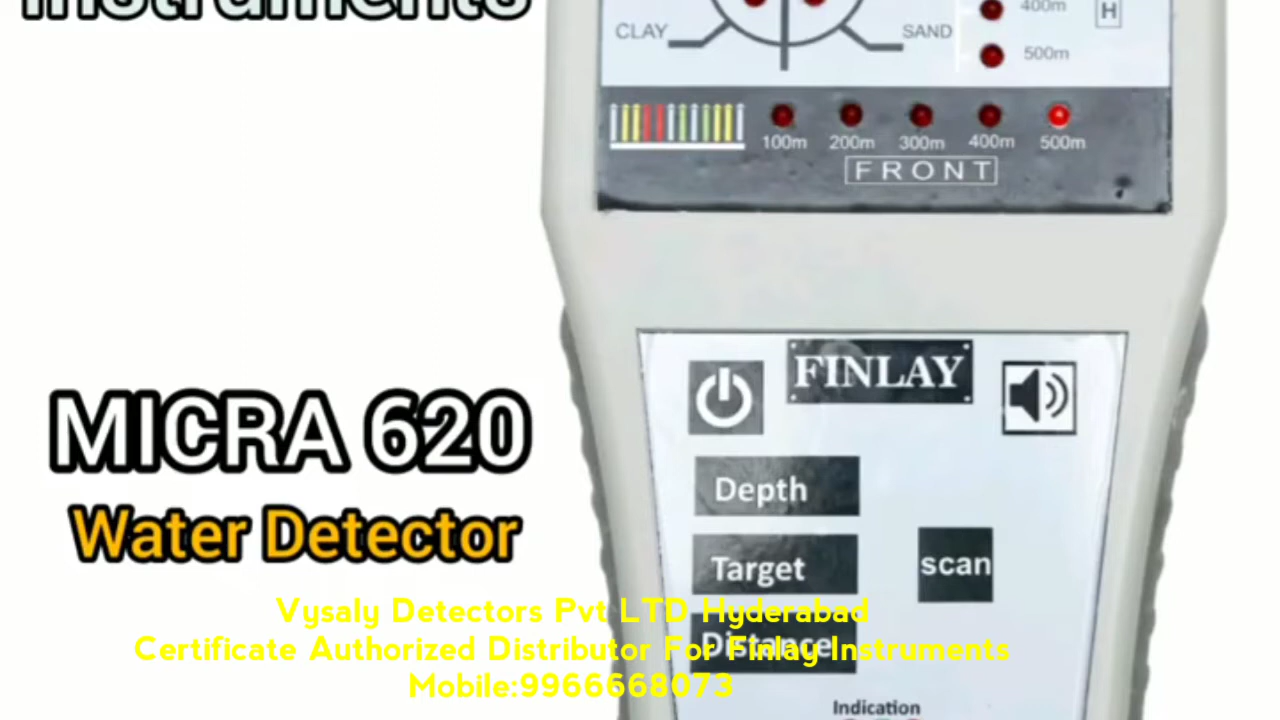 Instruments
400m
H
CLAY
SAND
500m
100m 200m 300m 400m 500m
FRONT
FINLAY
MICRA 620
Depth
Water Detector
Target
scan
Vysaly Detectors Pvt LTD Hyderabad
Distance
Certificate Authorized Distributor For Finlay Instruments
Mobile:9966668073
Indication